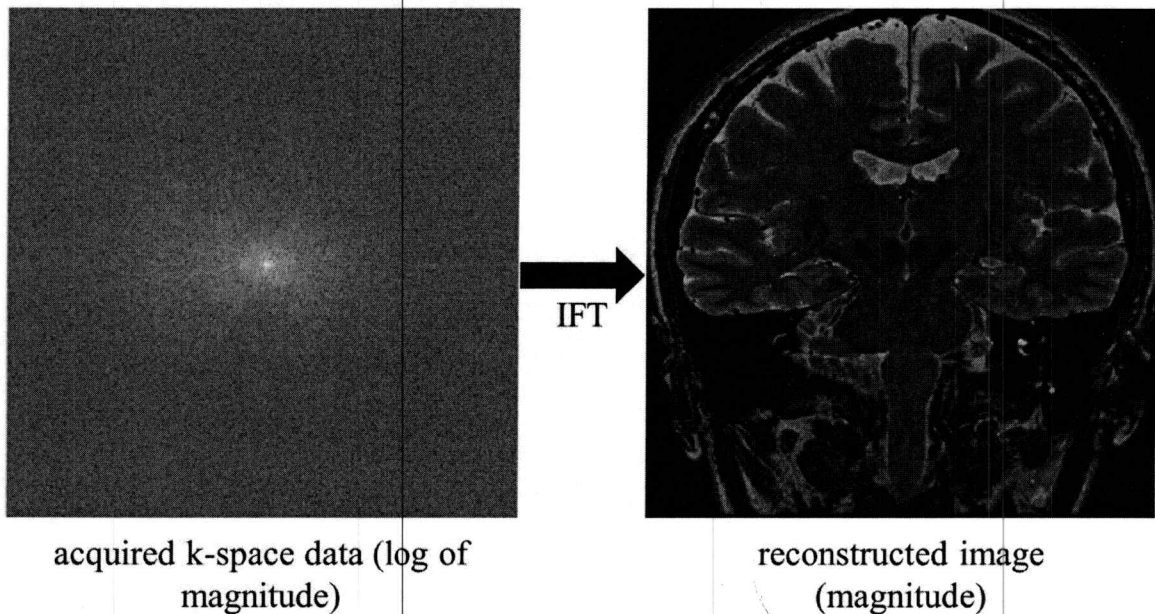 IFT
acquired k-space data (log of
magnitude)
reconstructed image
(magnitude)